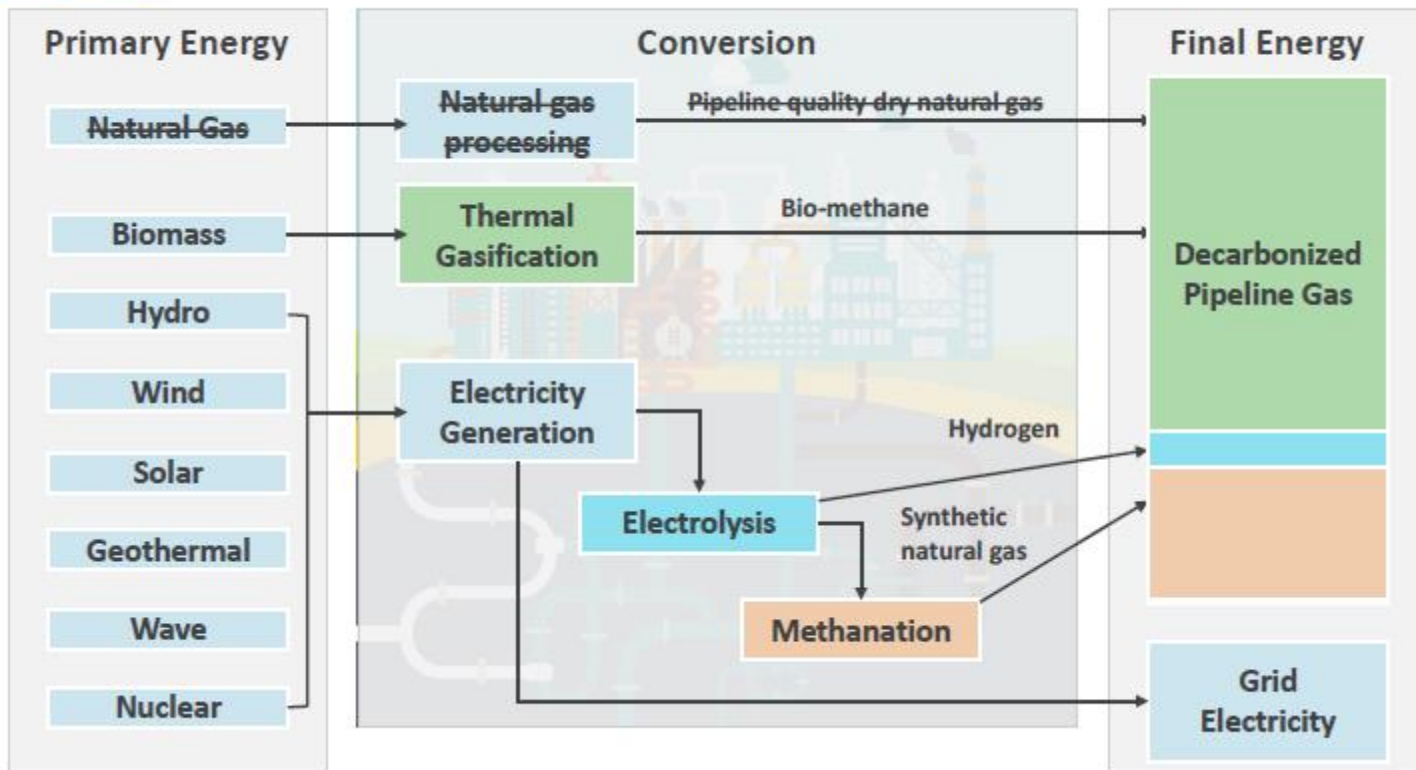 Primary Energy
Natural Gas
Biomass
Hydro
Wind
Solar
Geothermal
Wave
Nuclear
Conversion
Natural gas
processing
Pipeline quality dry natural gas
Thermal
Gasification
Bio-methane
Electricity
Generation
Hydrogen
Electrolysis
Synthetic
natural gas
Methanation
Final Energy
Decarbonized
Pipeline Gas
Grid
Electricity